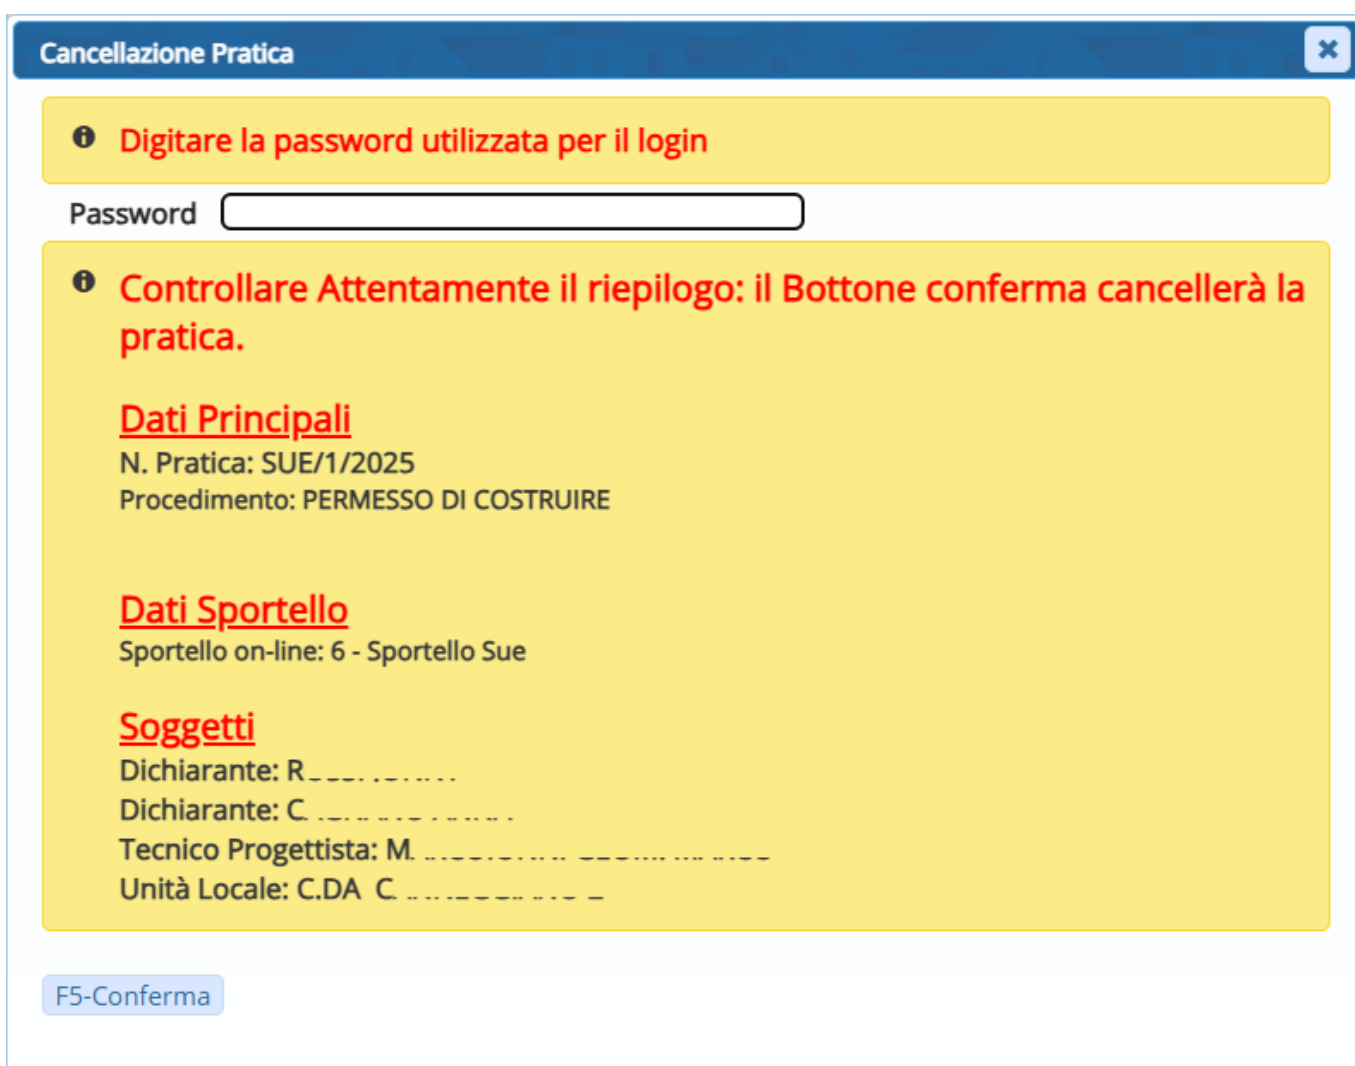 Cancellazione Pratica
Digitare la password utilizzata per il login
Password
Controllare Attentamente il riepilogo: il Bottone conferma cancellerà la
pratica.
Dati Principali
N. Pratica: SUE/1/2025
Procedimento: PERMESSO DI COSTRUIRE
Dati Sportello
Sportello on-line: 6 - Sportello Sue
Soggetti
Dichiarante:
Dichiarante:
Tecnico Progettista:
Unità Locale: C.DA
F5-Conferma